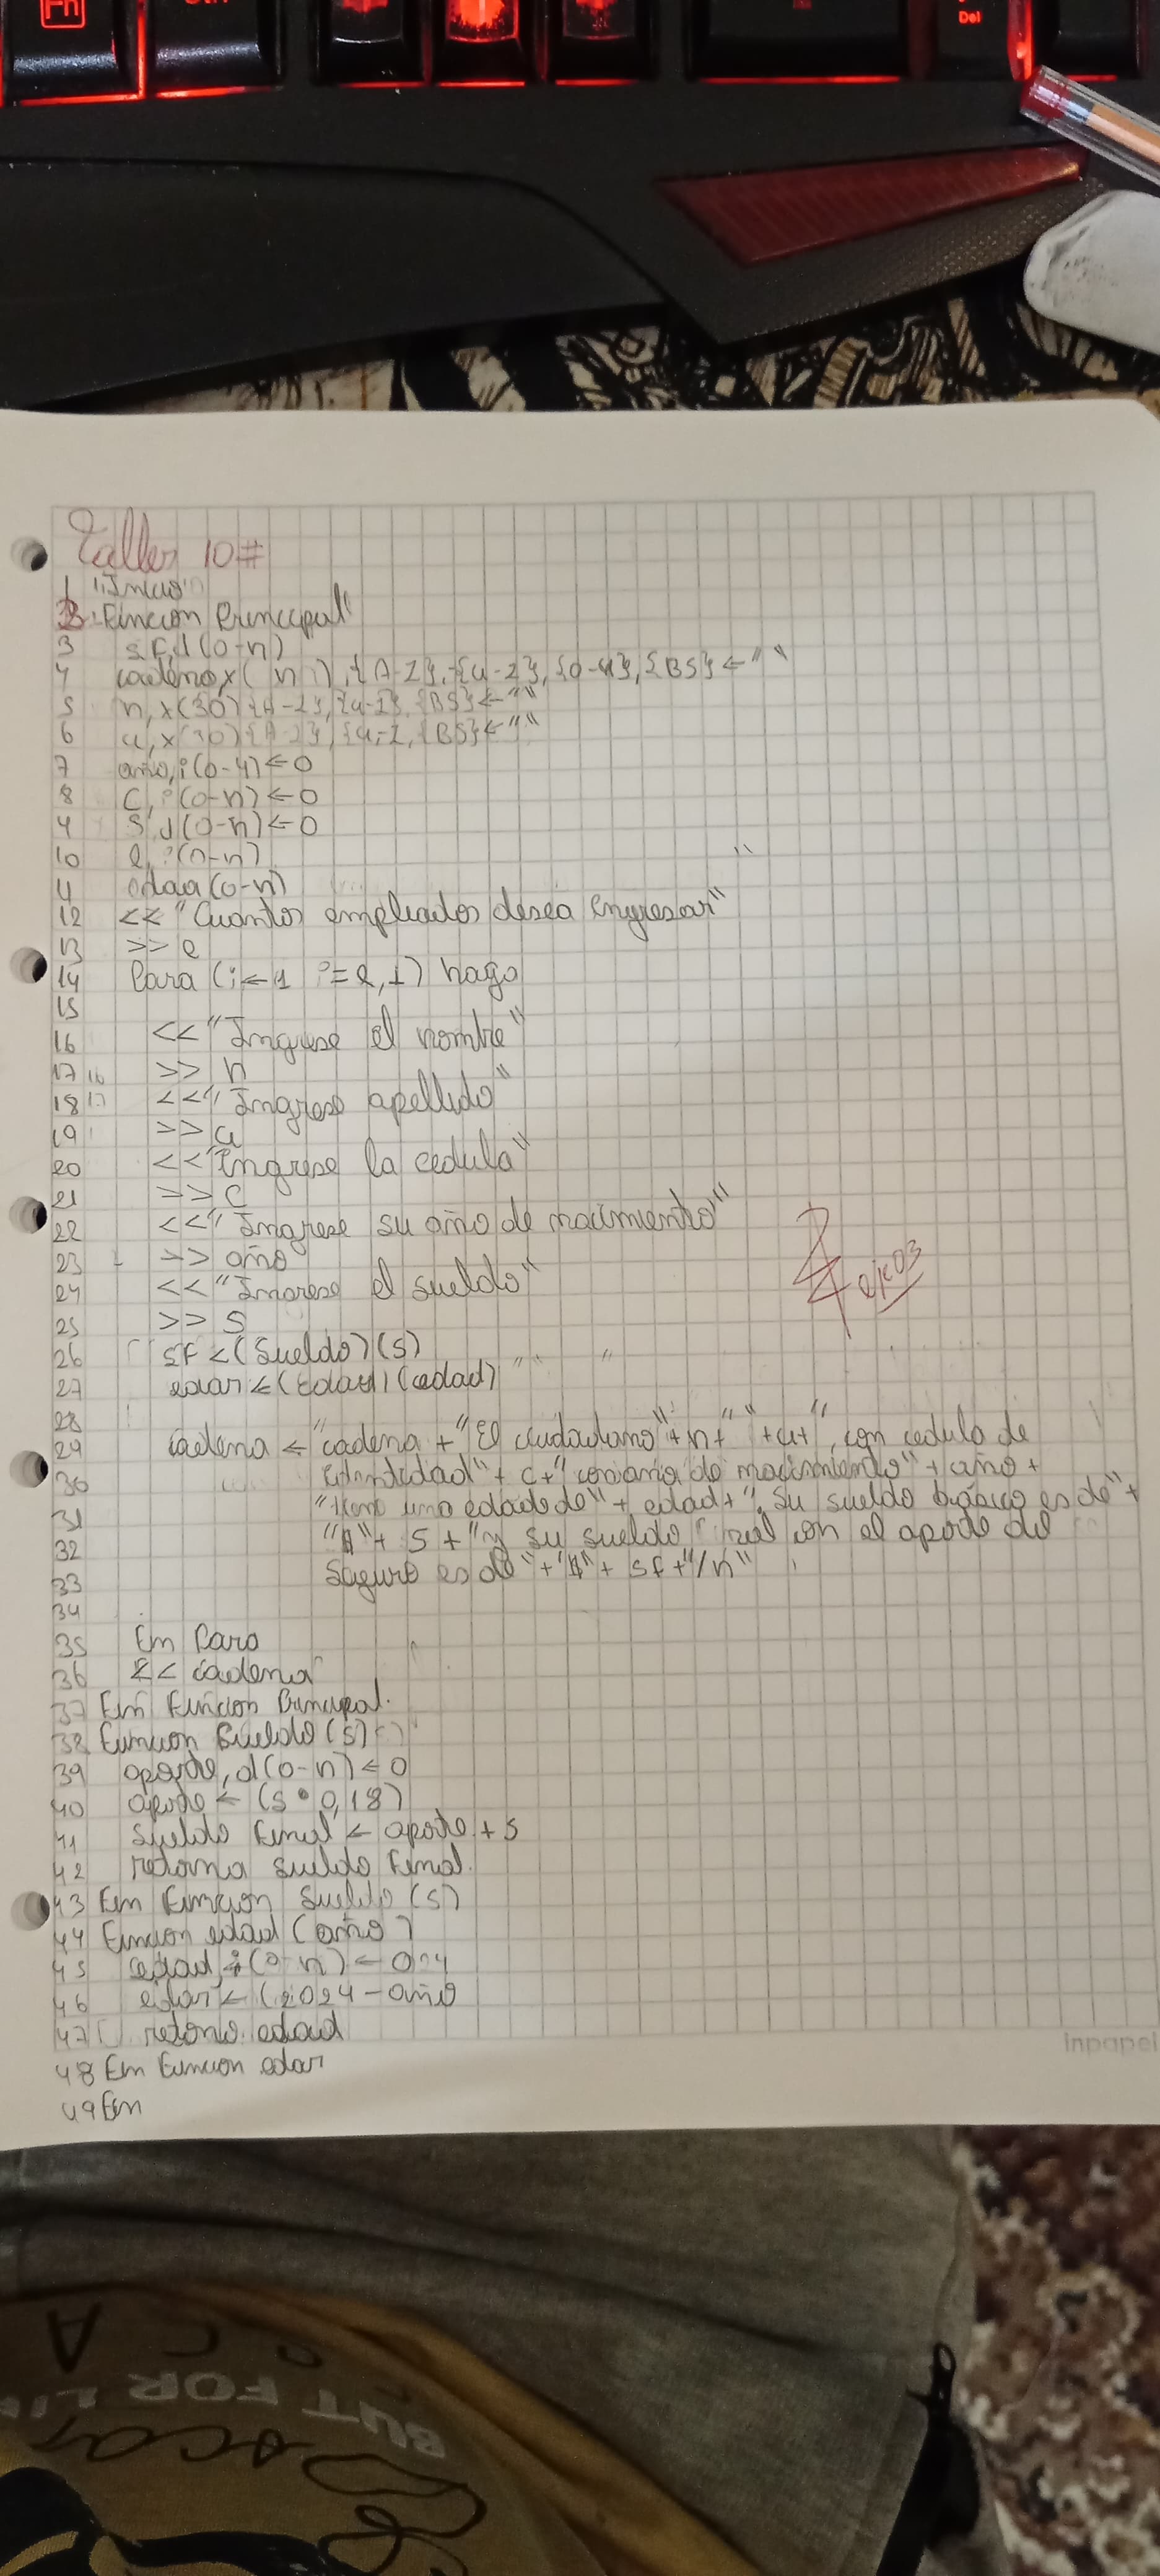 Del
Taller 10#
1 "Inicio"
2 Funcion Principal"
3 sf,d(0-n)
4 cadena,x(n),{A-Z},{a-z},{0-9},{BS}←" "
5 n,x(30){A-Z},{a-z},{BS}←" "
6 a,x(30){A-Z},{a-z,{BS}←" "
7 año,i(0-4)←0
8 C,i(0-n)←0
9 S,d(0-n)←0
10 e,i(0-n)
11 edad(0-n)
12 << "Cuantos empleados desea Ingresar"
13 >> e
14 Para (i←1 i=e,1) hago
15
16 <<"Ingrese el nombre"
17 16 >> n
18 17 <<"Ingrese apellido"
19 >> a
20 <<"Ingrese la cedula"
21 >> C
22 <<"Ingrese su año de nacimiento"
23 >> año
24 <<"Ingrese el sueldo"
ejc03
25 >> S
26 sf <(Sueldo)(s)
27 edad ←(Edad)(edad)
28
29 cadena ← "cadena +"El ciudadano"+n+" "+a+", con cedula de
30 identidad"+ c+" con año de nacimiento"+año+
31 "tiene una edad de"+ edad+", Su sueldo básico es de"+
32 "$"+ S +"y su sueldo real con el aporte del
33 Seguro es de"+"$"+ sf+"/n"
34
35 Fin Para
36 << cadena
37 Fin Funcion Principal.
38 Funcion Sueldo(s)
39 aporte,d(0-n)←0
40 aporte ← (s•0,18)
41 Sueldo Final ← aporte + s
42 retorna sueldo Final.
43 Fin Funcion Sueldo(s)
44 Funcion edad (año)
45 edad,i(0-n)←0
46 edad ← (2024-año
47 retorno edad
48 Fin Funcion edad
49 Fin
inpapel
BUT FOR